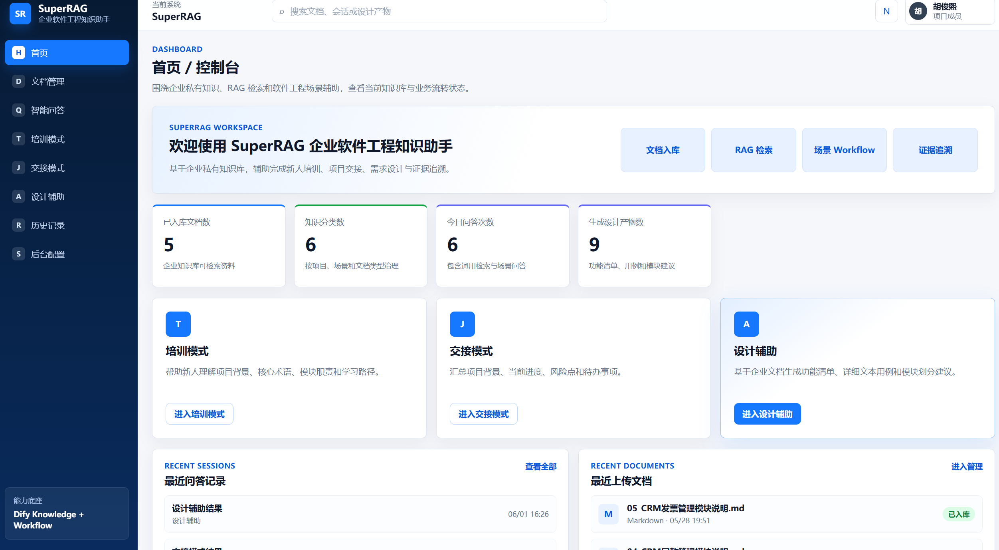 SR
SuperRAG
企业软件工程知识助手
H 首页
D 文档管理
Q 智能问答
T 培训模式
J 交接模式
A 设计辅助
R 历史记录
S 后台配置
能力底座
Dify Knowledge +
Workflow
当前系统
SuperRAG
搜索文档、会话或设计产物
N
胡
胡俊熙
项目成员
DASHBOARD
首页 / 控制台
围绕企业私有知识、RAG 检索和软件工程场景辅助，查看当前知识库与业务流转状态。
SUPERRAG WORKSPACE
欢迎使用 SuperRAG 企业软件工程知识助手
基于企业私有知识库，辅助完成新人培训、项目交接、需求设计与证据追溯。
文档入库
RAG 检索
场景 Workflow
证据追溯
已入库文档数
5
企业知识库可检索资料
知识分类数
6
按项目、场景和文档类型治理
今日问答次数
6
包含通用检索与场景问答
生成设计产物数
9
功能清单、用例和模块建议
T
培训模式
帮助新人理解项目背景、核心术语、模块职责和学习路径。
进入培训模式
J
交接模式
汇总项目背景、当前进度、风险点和待办事项。
进入交接模式
A
设计辅助
基于企业文档生成功能清单、详细文本用例和模块划分建议。
进入设计辅助
RECENT SESSIONS
查看全部
最近问答记录
设计辅助结果
设计辅助
06/01 16:26
交接模式结果
RECENT DOCUMENTS
进入管理
最近上传文档
M
05_CRM发票管理模块说明.md
Markdown · 05/28 19:51
已入库
04_CRM回款管理模块说明.md